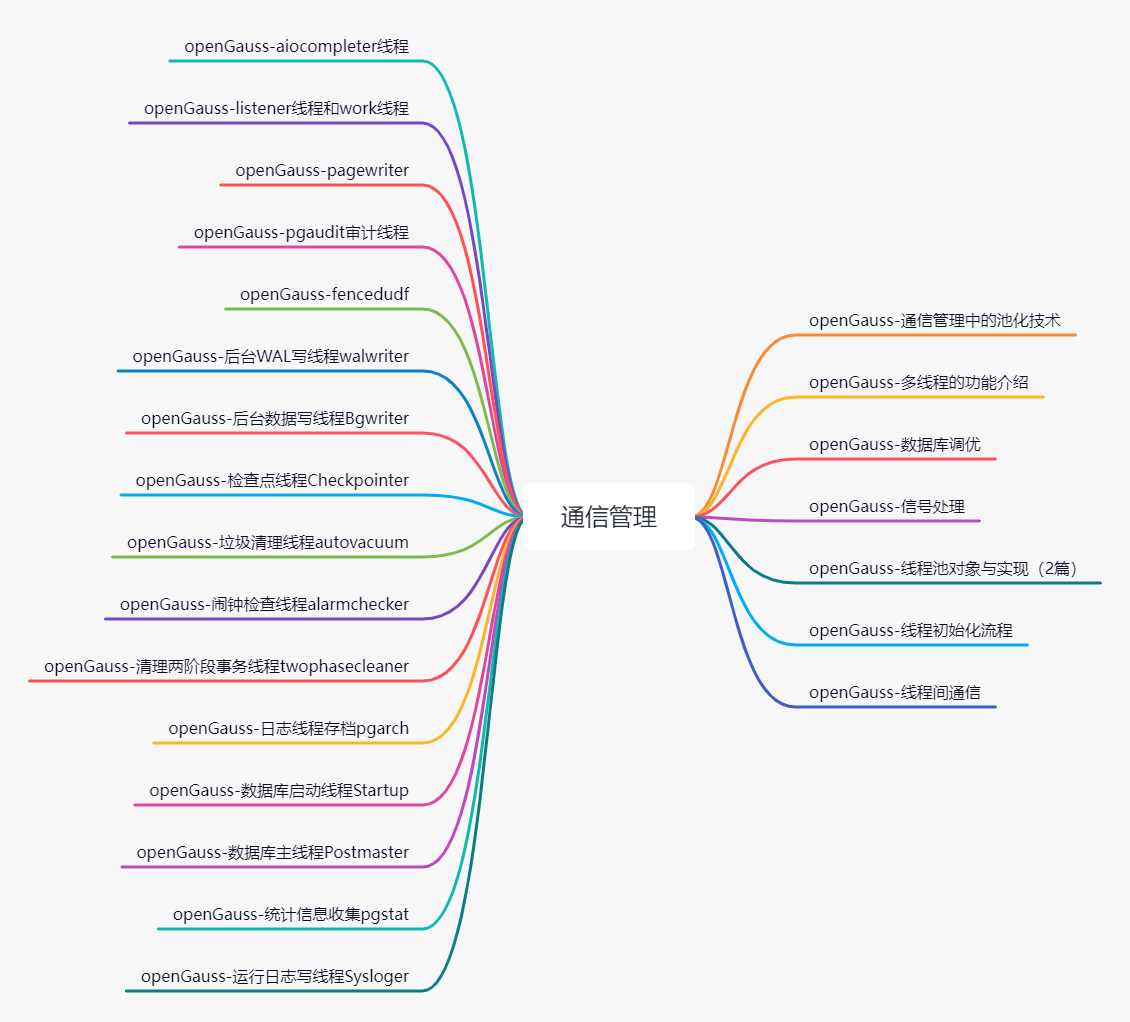 openGauss-aiocompleter线程
openGauss-listener线程和work线程
openGauss-pagewriter
openGauss-pgaudit审计线程
openGauss-fencedudf
openGauss-后台WAL写线程walwriter
openGauss-后台数据写线程Bgwriter
openGauss-检查点线程Checkpointer
openGauss-垃圾清理线程autovacuum
openGauss-闹钟检查线程alarmchecker
openGauss-清理两阶段事务线程twophasecleaner
openGauss-日志线程存档pgarch
openGauss-数据库启动线程Startup
openGauss-数据库主线程Postmaster
openGauss-统计信息收集pgstat
openGauss-运行日志写线程Sysloger
通信管理
openGauss-通信管理中的池化技术
openGauss-多线程的功能介绍
openGauss-数据库调优
openGauss-信号处理
openGauss-线程池对象与实现（2篇）
openGauss-线程初始化流程
openGauss-线程间通信